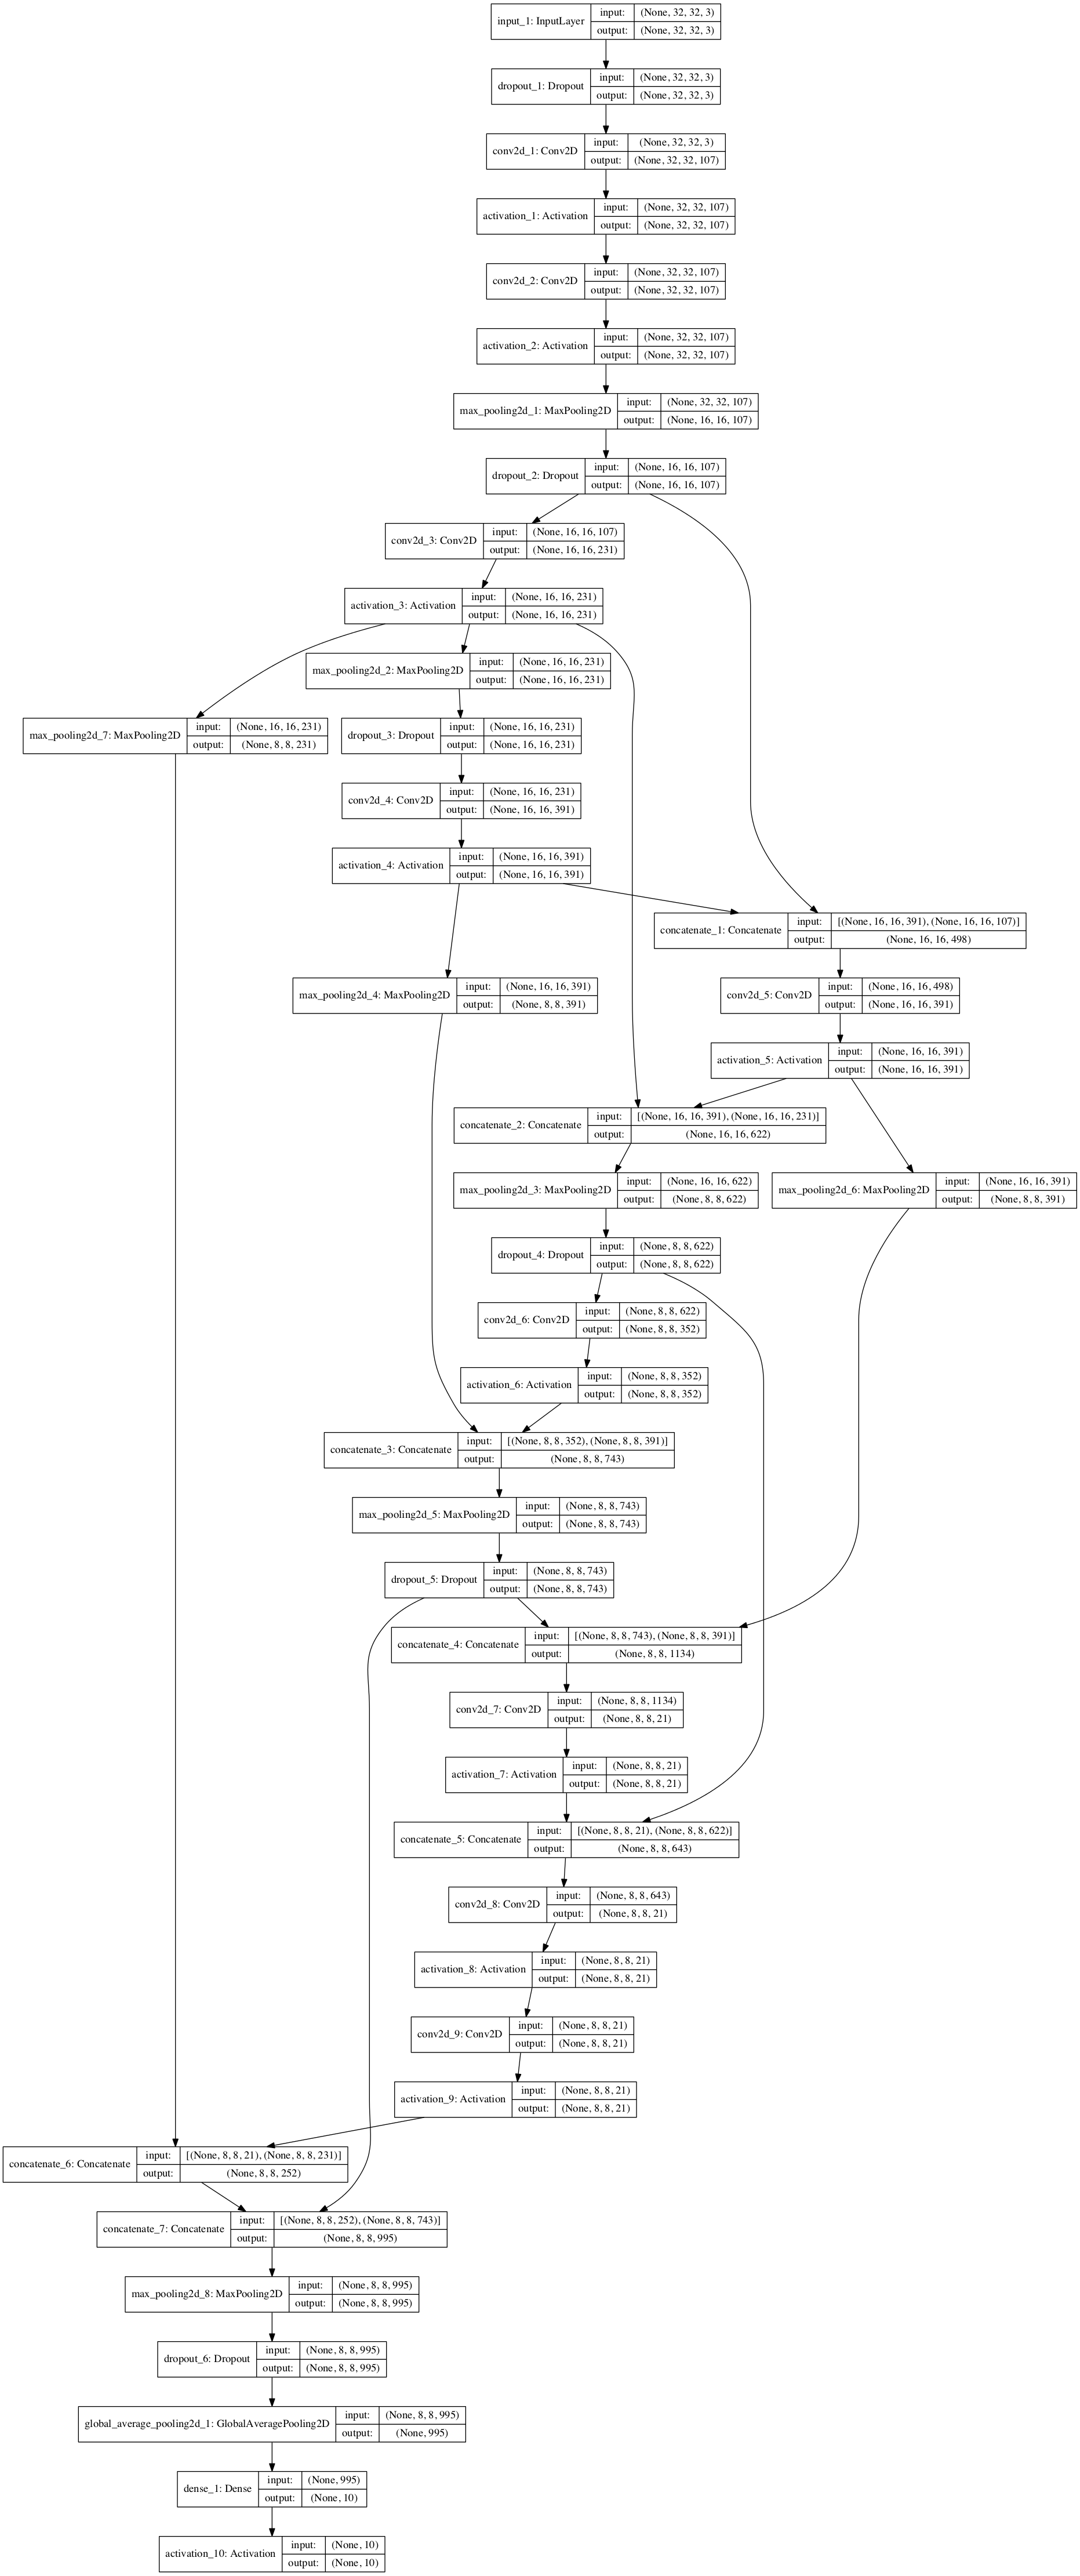 input_1: InputLayer
input: (None, 32, 32, 3)
output: (None, 32, 32, 3)
dropout_1: Dropout
input: (None, 32, 32, 3)
output: (None, 32, 32, 3)
conv2d_1: Conv2D
input: (None, 32, 32, 3)
output: (None, 32, 32, 107)
activation_1: Activation
input: (None, 32, 32, 107)
output: (None, 32, 32, 107)
conv2d_2: Conv2D
input: (None, 32, 32, 107)
output: (None, 32, 32, 107)
activation_2: Activation
input: (None, 32, 32, 107)
output: (None, 32, 32, 107)
max_pooling2d_1: MaxPooling2D
input: (None, 32, 32, 107)
output: (None, 16, 16, 107)
dropout_2: Dropout
input: (None, 16, 16, 107)
output: (None, 16, 16, 107)
conv2d_3: Conv2D
input: (None, 16, 16, 107)
output: (None, 16, 16, 231)
activation_3: Activation
input: (None, 16, 16, 231)
output: (None, 16, 16, 231)
max_pooling2d_2: MaxPooling2D
input: (None, 16, 16, 231)
output: (None, 16, 16, 231)
max_pooling2d_7: MaxPooling2D
input: (None, 16, 16, 231)
output: (None, 8, 8, 231)
dropout_3: Dropout
input: (None, 16, 16, 231)
output: (None, 16, 16, 231)
conv2d_4: Conv2D
input: (None, 16, 16, 231)
output: (None, 16, 16, 391)
activation_4: Activation
input: (None, 16, 16, 391)
output: (None, 16, 16, 391)
concatenate_1: Concatenate
input: [(None, 16, 16, 391), (None, 16, 16, 107)]
output: (None, 16, 16, 498)
max_pooling2d_4: MaxPooling2D
input: (None, 16, 16, 391)
output: (None, 8, 8, 391)
conv2d_5: Conv2D
input: (None, 16, 16, 498)
output: (None, 16, 16, 391)
activation_5: Activation
input: (None, 16, 16, 391)
output: (None, 16, 16, 391)
concatenate_2: Concatenate
input: [(None, 16, 16, 391), (None, 16, 16, 231)]
output: (None, 16, 16, 622)
max_pooling2d_3: MaxPooling2D
input: (None, 16, 16, 622)
output: (None, 8, 8, 622)
max_pooling2d_6: MaxPooling2D
input: (None, 16, 16, 391)
output: (None, 8, 8, 391)
dropout_4: Dropout
input: (None, 8, 8, 622)
output: (None, 8, 8, 622)
conv2d_6: Conv2D
input: (None, 8, 8, 622)
output: (None, 8, 8, 352)
activation_6: Activation
input: (None, 8, 8, 352)
output: (None, 8, 8, 352)
concatenate_3: Concatenate
input: [(None, 8, 8, 352), (None, 8, 8, 391)]
output: (None, 8, 8, 743)
max_pooling2d_5: MaxPooling2D
input: (None, 8, 8, 743)
output: (None, 8, 8, 743)
dropout_5: Dropout
input: (None, 8, 8, 743)
output: (None, 8, 8, 743)
concatenate_4: Concatenate
input: [(None, 8, 8, 743), (None, 8, 8, 391)]
output: (None, 8, 8, 1134)
conv2d_7: Conv2D
input: (None, 8, 8, 1134)
output: (None, 8, 8, 21)
activation_7: Activation
input: (None, 8, 8, 21)
output: (None, 8, 8, 21)
concatenate_5: Concatenate
input: [(None, 8, 8, 21), (None, 8, 8, 622)]
output: (None, 8, 8, 643)
conv2d_8: Conv2D
input: (None, 8, 8, 643)
output: (None, 8, 8, 21)
activation_8: Activation
input: (None, 8, 8, 21)
output: (None, 8, 8, 21)
conv2d_9: Conv2D
input: (None, 8, 8, 21)
output: (None, 8, 8, 21)
activation_9: Activation
input: (None, 8, 8, 21)
output: (None, 8, 8, 21)
concatenate_6: Concatenate
input: [(None, 8, 8, 21), (None, 8, 8, 231)]
output: (None, 8, 8, 252)
concatenate_7: Concatenate
input: [(None, 8, 8, 252), (None, 8, 8, 743)]
output: (None, 8, 8, 995)
max_pooling2d_8: MaxPooling2D
input: (None, 8, 8, 995)
output: (None, 8, 8, 995)
dropout_6: Dropout
input: (None, 8, 8, 995)
output: (None, 8, 8, 995)
global_average_pooling2d_1: GlobalAveragePooling2D
input: (None, 8, 8, 995)
output: (None, 995)
dense_1: Dense
input: (None, 995)
output: (None, 10)
activation_10: Activation
input: (None, 10)
output: (None, 10)